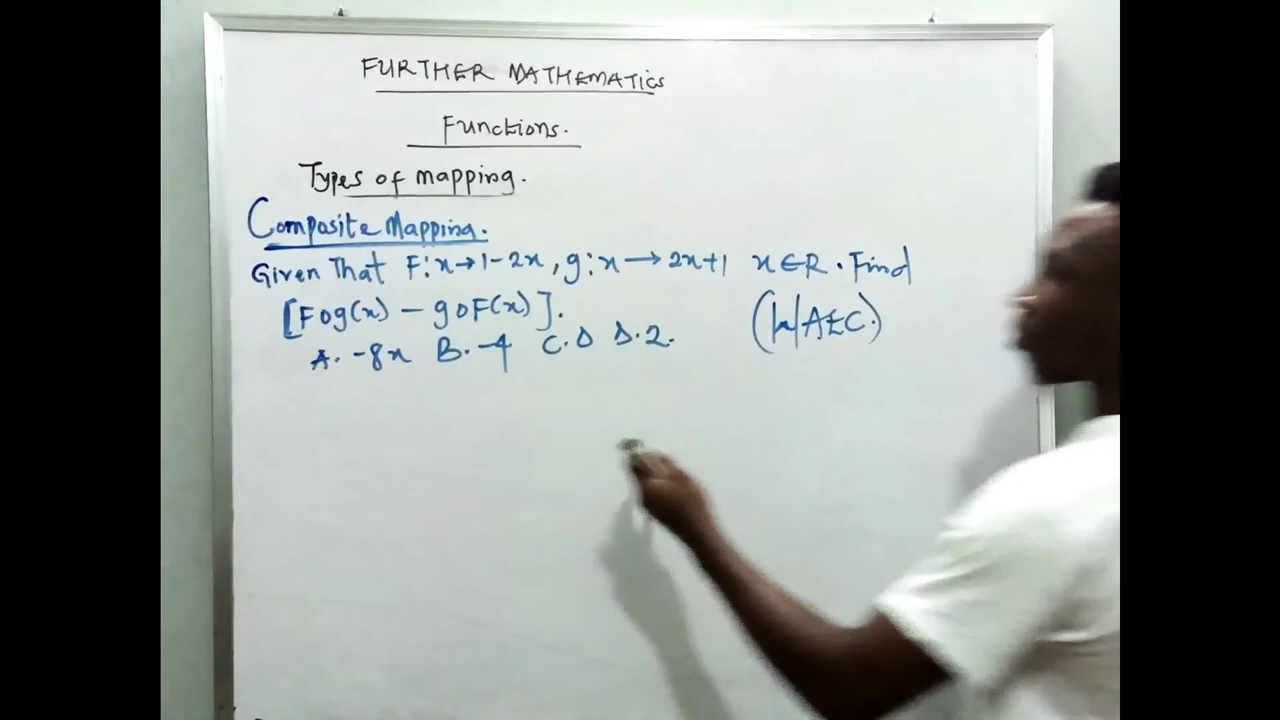 FURTHER MATHEMATICS
Functions.
Types of mapping.
Composite Mapping.
Given That F:x→1-2x, g:x→2x+1 x∈R. Find
[Fog(x) - goF(x)].
(WAEC.)
A. -8x B. -4 C. 0 D. 2.